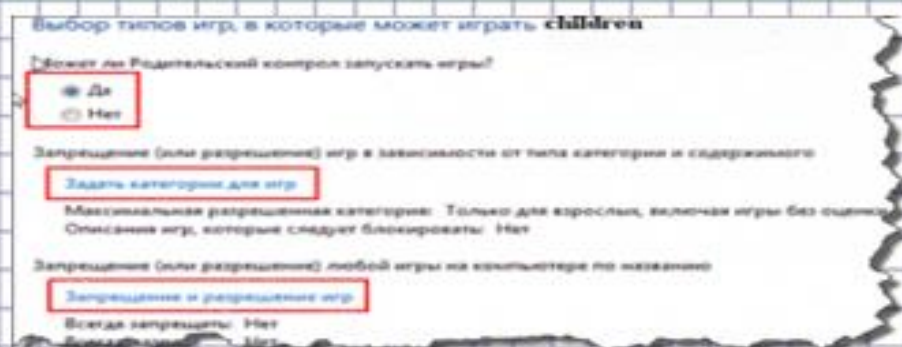 Выбор типов игр, в которые может играть children
Может ли Родительский контроль запускать игры?
Да
Нет
Запрещение (или разрешение) игр в зависимости от типа категории и содержимого
Задать категории для игр
Максимальная разрешенная категория: Только для взрослых, включая игры без оценки
Описания игр, которые следует блокировать: Нет
Запрещение (или разрешение) любой игры на компьютере по названию
Запрещение и разрешение игр
Всегда запрещать: Нет